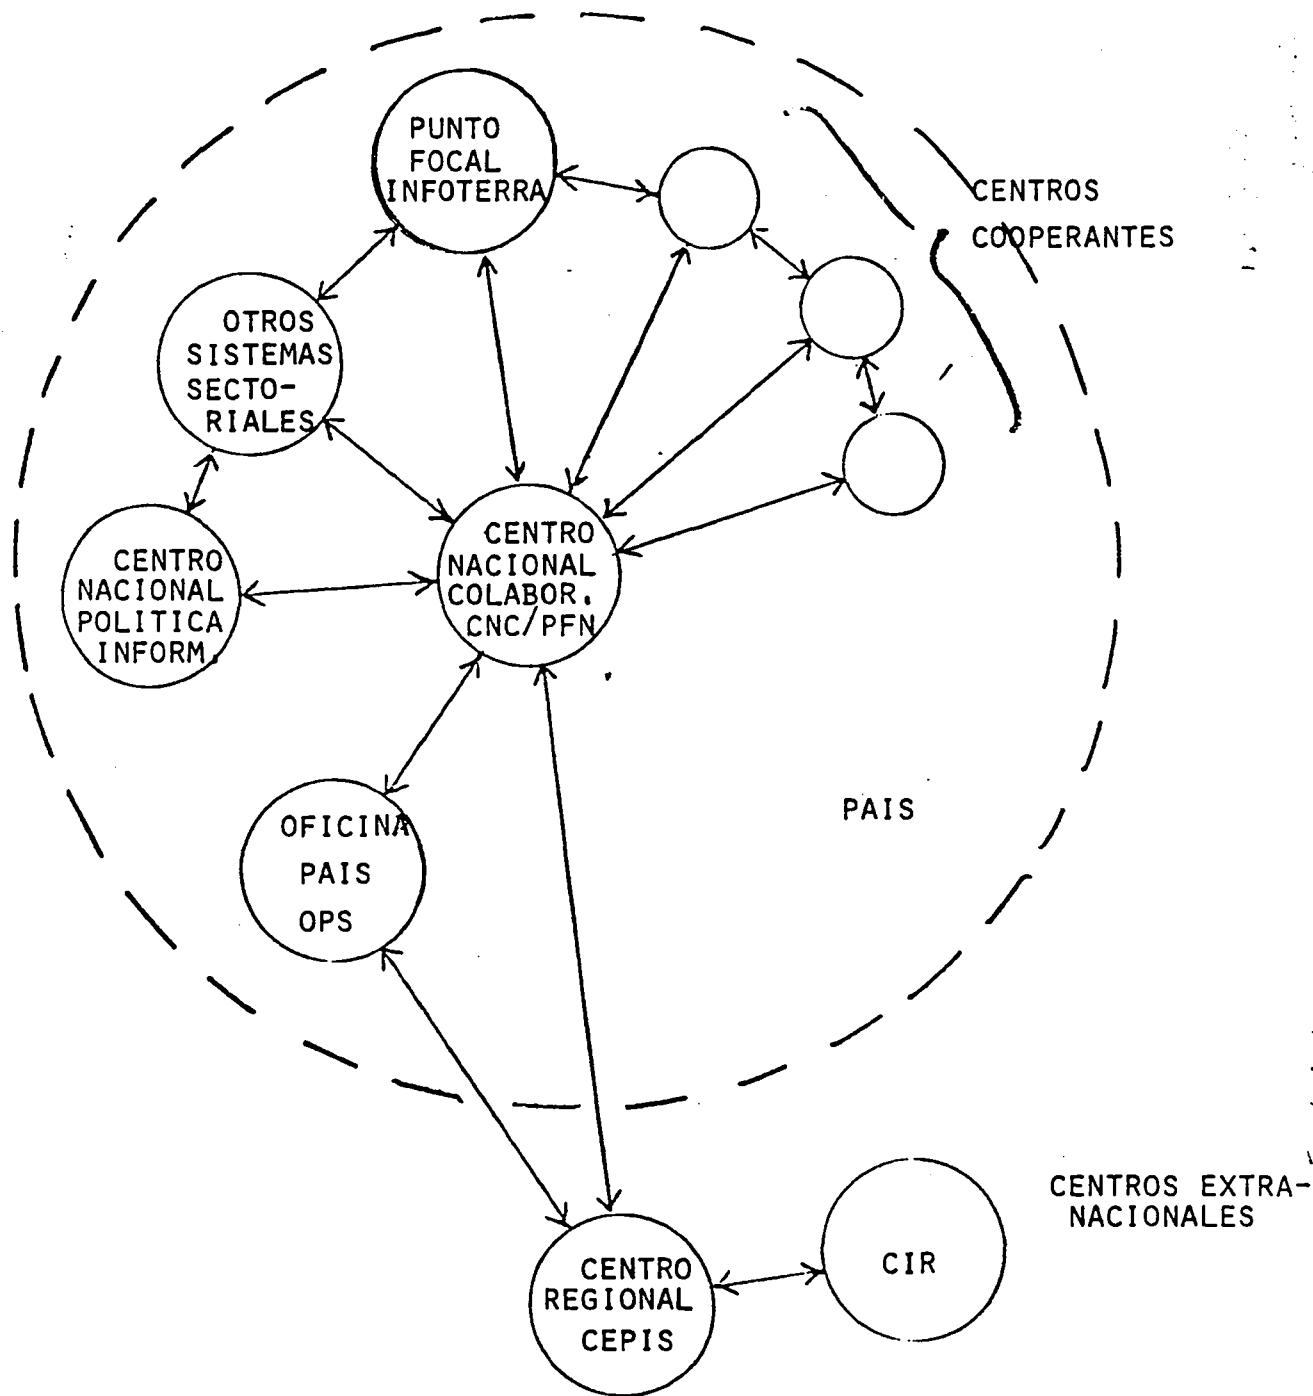 PUNTO
FOCAL
INFOTERRA
CENTROS
COOPERANTES
OTROS
SISTEMAS
SECTO-
RIALES
CENTRO
NACIONAL
POLITICA
INFORM.
CENTRO
NACIONAL
COLABOR.
CNC/PFN
PAIS
OFICINA
PAIS
OPS
CENTROS EXTRA-
NACIONALES
CENTRO
REGIONAL
CEPIS
CIR